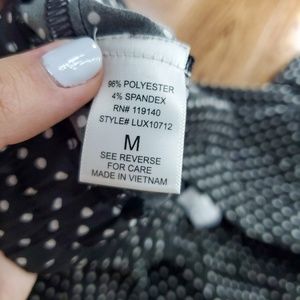 96% POLYESTER
4% SPANDEX
RN# 119140
STYLE# LUX10712
M
SEE REVERSE
FOR CARE
MADE IN VIETNAM